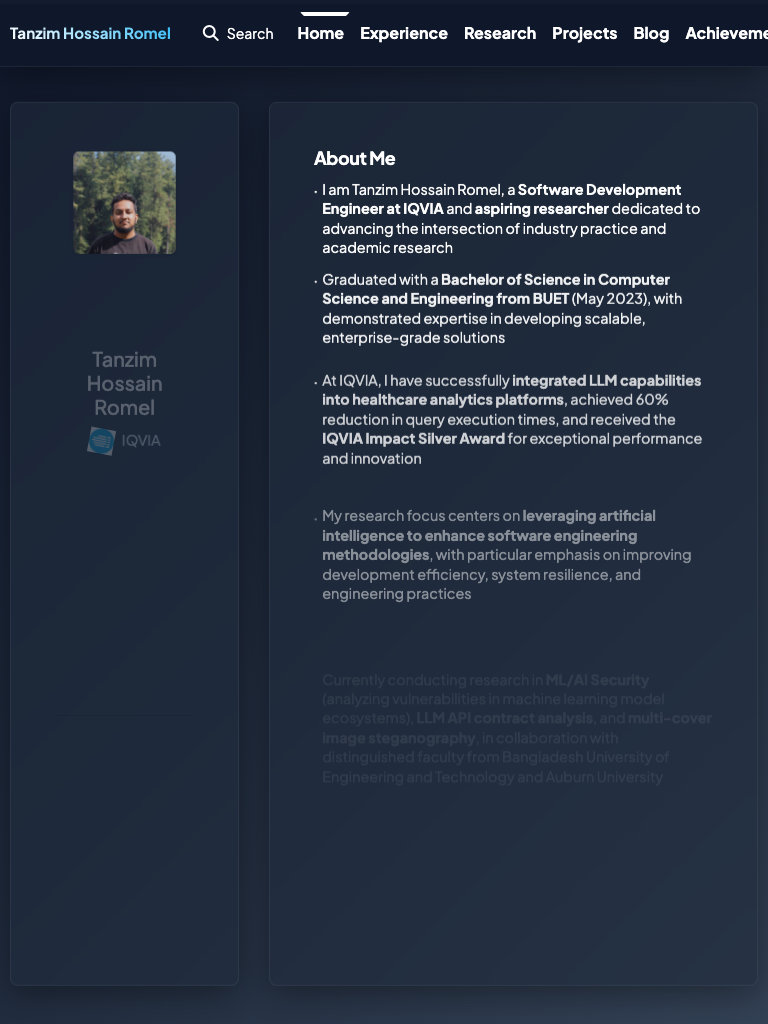 Tanzim Hossain Romel
Search
Home
Experience
Research
Projects
Blog
Achieveme
Tanzim
Hossain
Romel
IQVIA
About Me
• I am Tanzim Hossain Romel, a Software Development
Engineer at IQVIA and aspiring researcher dedicated to
advancing the intersection of industry practice and
academic research
• Graduated with a Bachelor of Science in Computer
Science and Engineering from BUET (May 2023), with
demonstrated expertise in developing scalable,
enterprise-grade solutions
• At IQVIA, I have successfully integrated LLM capabilities
into healthcare analytics platforms, achieved 60%
reduction in query execution times, and received the
IQVIA Impact Silver Award for exceptional performance
and innovation
• My research focus centers on leveraging artificial
intelligence to enhance software engineering
methodologies, with particular emphasis on improving
development efficiency, system resilience, and
engineering practices
Currently conducting research in ML/AI Security
(analyzing vulnerabilities in machine learning model
ecosystems), LLM API contract analysis, and multi-cover
image steganography, in collaboration with
distinguished faculty from Bangladesh University of
Engineering and Technology and Auburn University